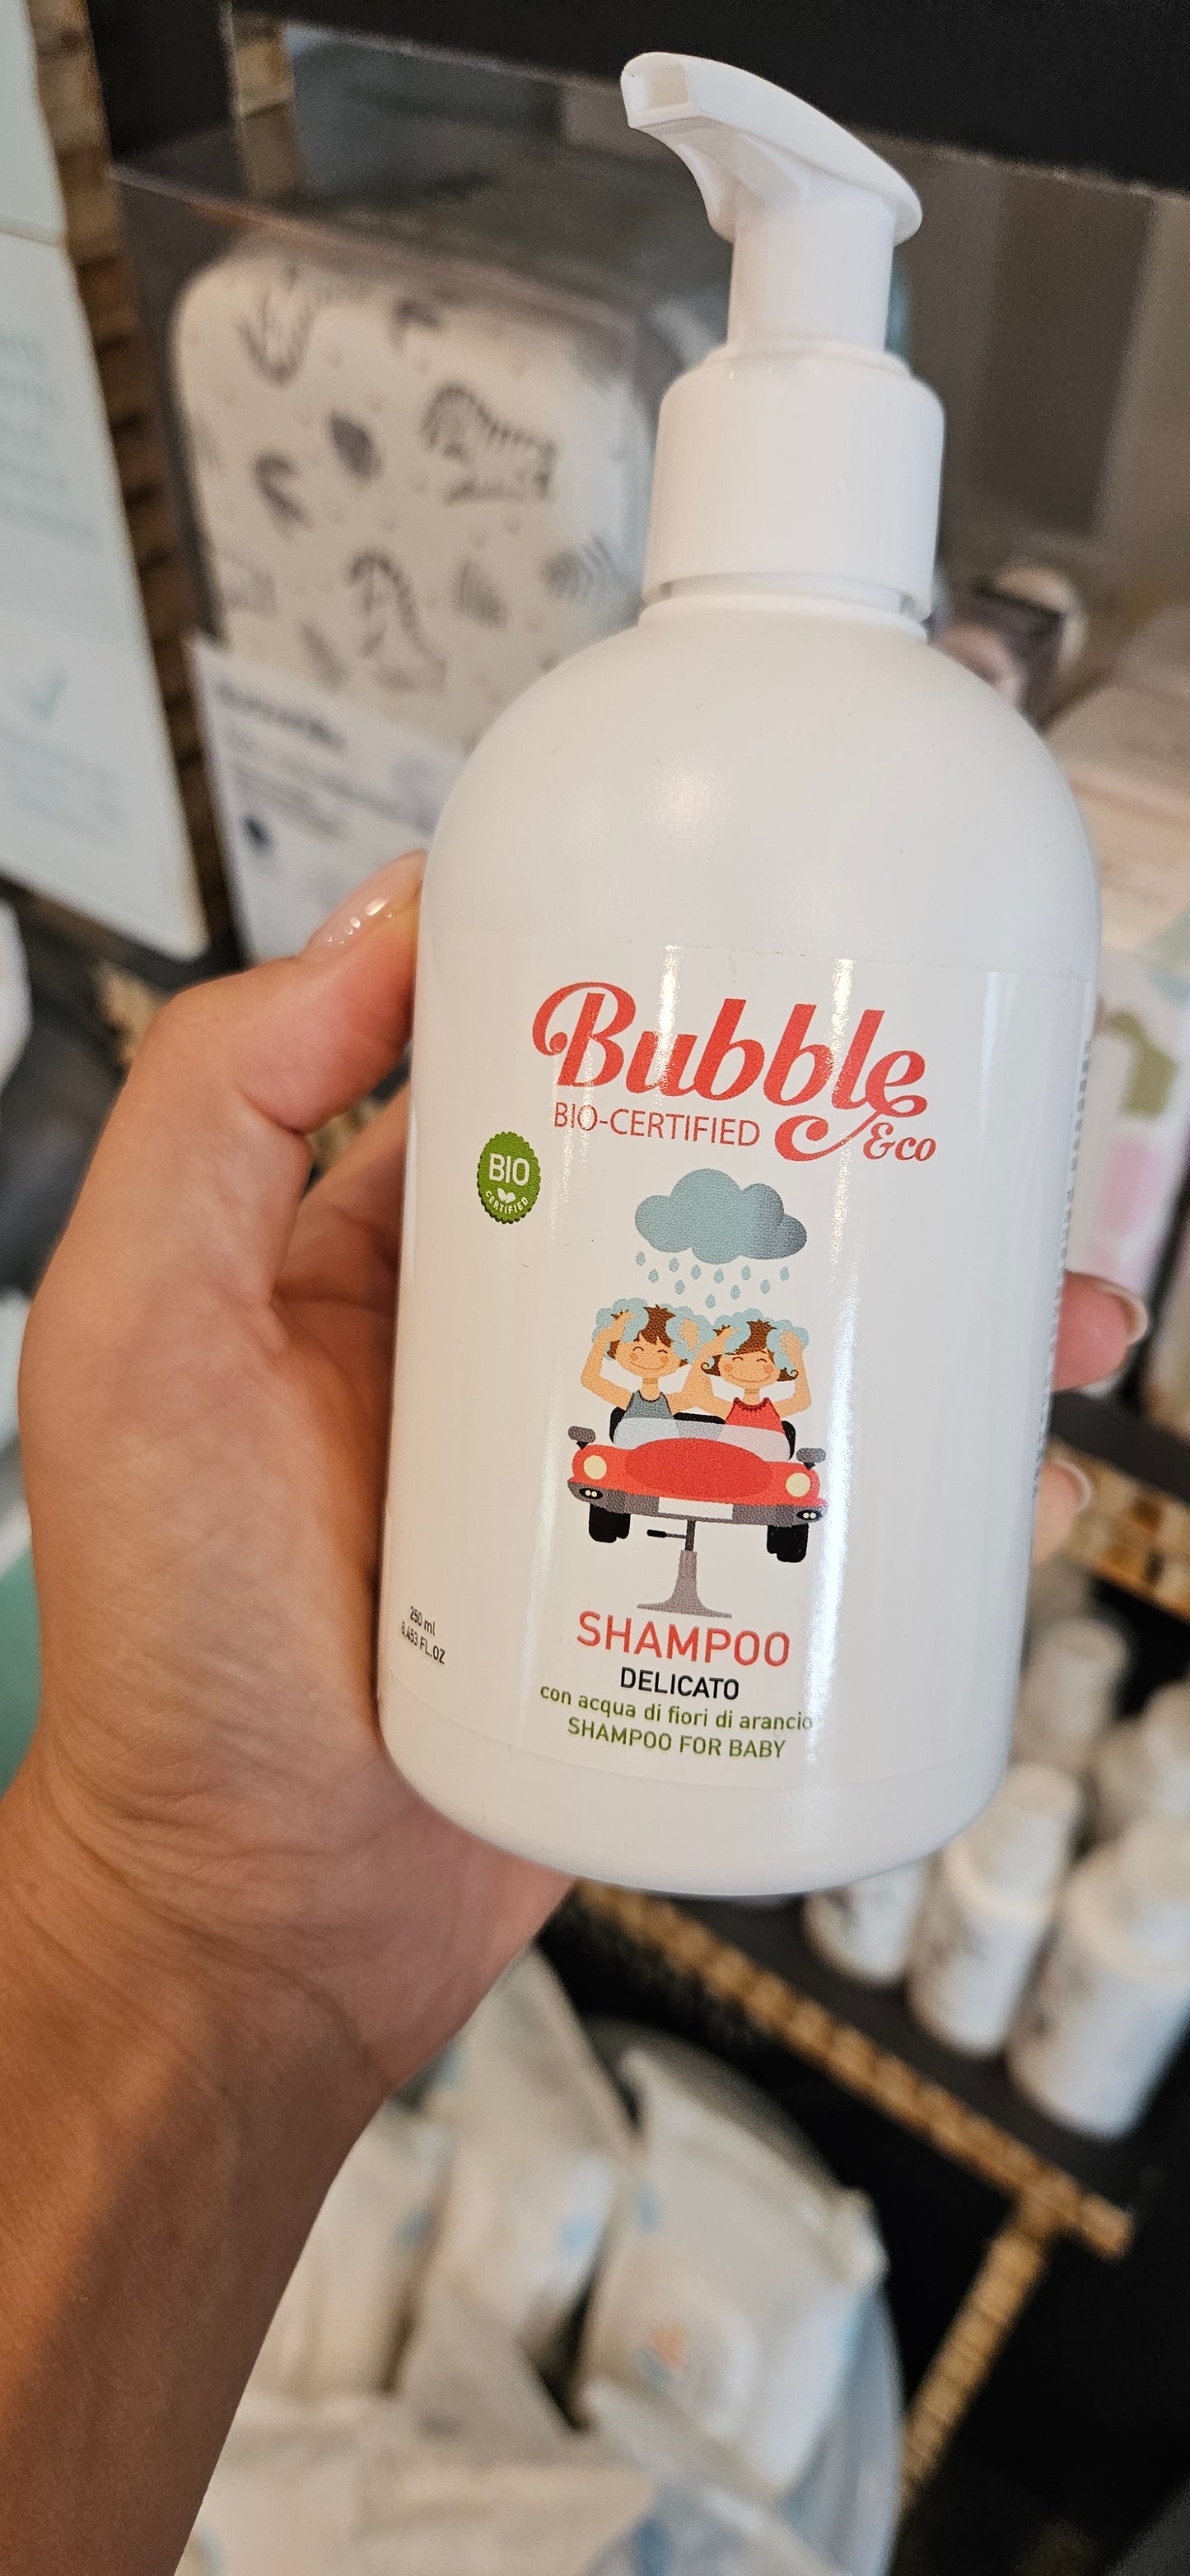 Bubble
&co
BIO-CERTIFIED
BIO
CERTIFIED
250 ml
8.453 FL.OZ
SHAMPOO
DELICATO
con acqua di fiori di arancio
SHAMPOO FOR BABY